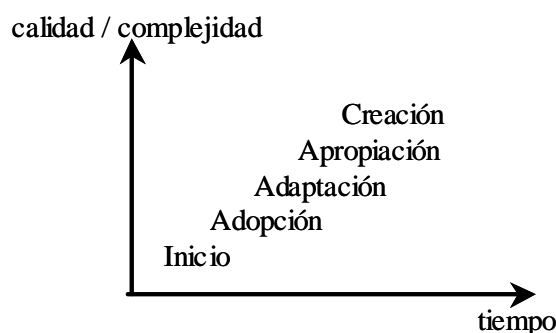 calidad / complejidad
Creación
Apropiación
Adaptación
Adopción
Inicio
tiempo